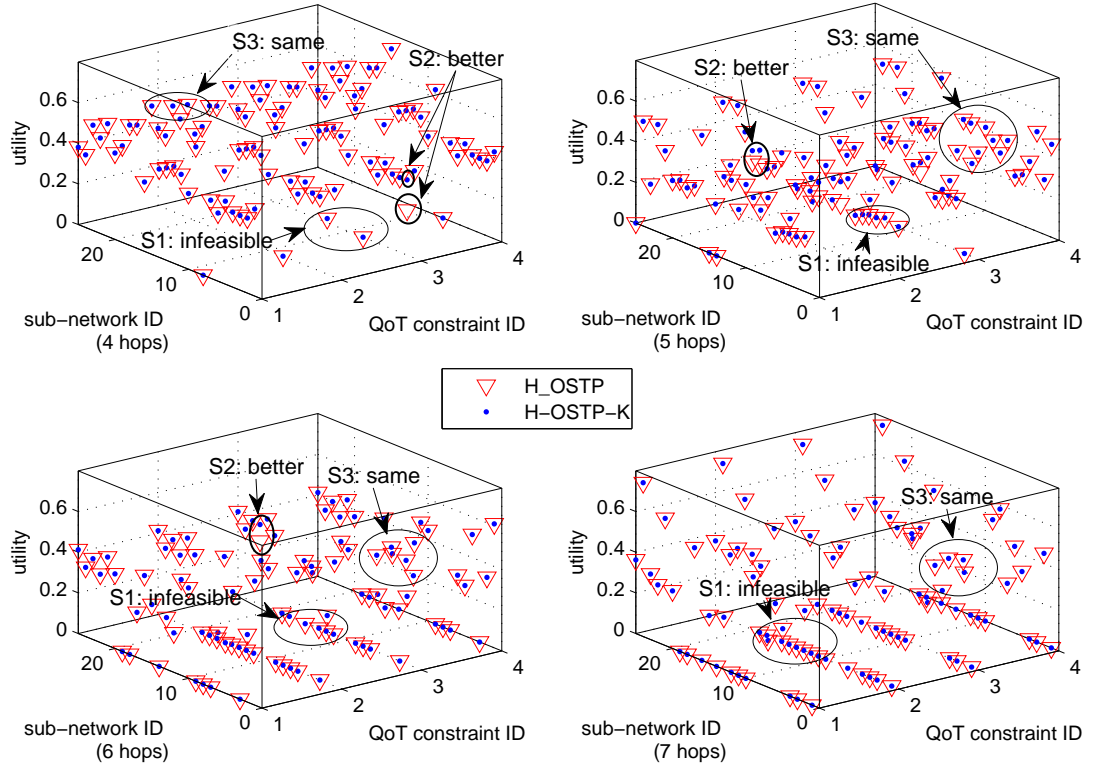 S3: same
S2: better
0.6
0.4
0.2
0
utility
S1: infeasible
20
10
0
1
2
3
4
sub−network ID
(4 hops)
QoT constraint ID
S3: same
S2: better
0.6
0.4
0.2
0
utility
S1: infeasible
20
10
0
1
2
3
4
sub−network ID
(5 hops)
QoT constraint ID
H_OSTP
H−OSTP−K
S2: better
S3: same
0.6
0.4
0.2
0
utility
S1: infeasible
20
10
0
1
2
3
4
sub−network ID
(6 hops)
QoT constraint ID
S3: same
0.6
0.4
0.2
0
utility
S1: infeasible
20
10
0
1
2
3
4
sub−network ID
(7 hops)
QoT constraint ID